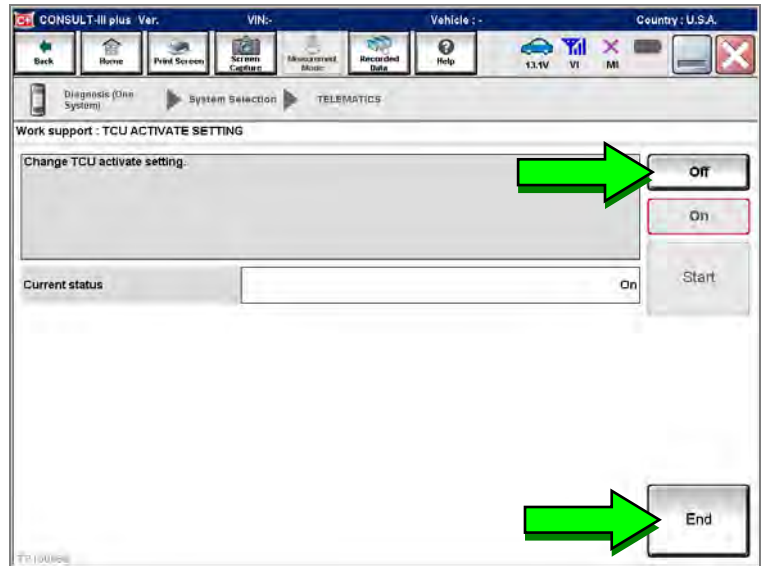 C+ CONSULT-III plus Ver. VIN:- Vehicle : - Country : U.S.A.
Back Home Print Screen Screen Capture Measurement Mode Recorded Data Help 13.1V VI MI
Diagnosis (One System) System Selection TELEMATICS
Work support : TCU ACTIVATE SETTING
Change TCU activate setting.
Off
On
Current status On
Start
End